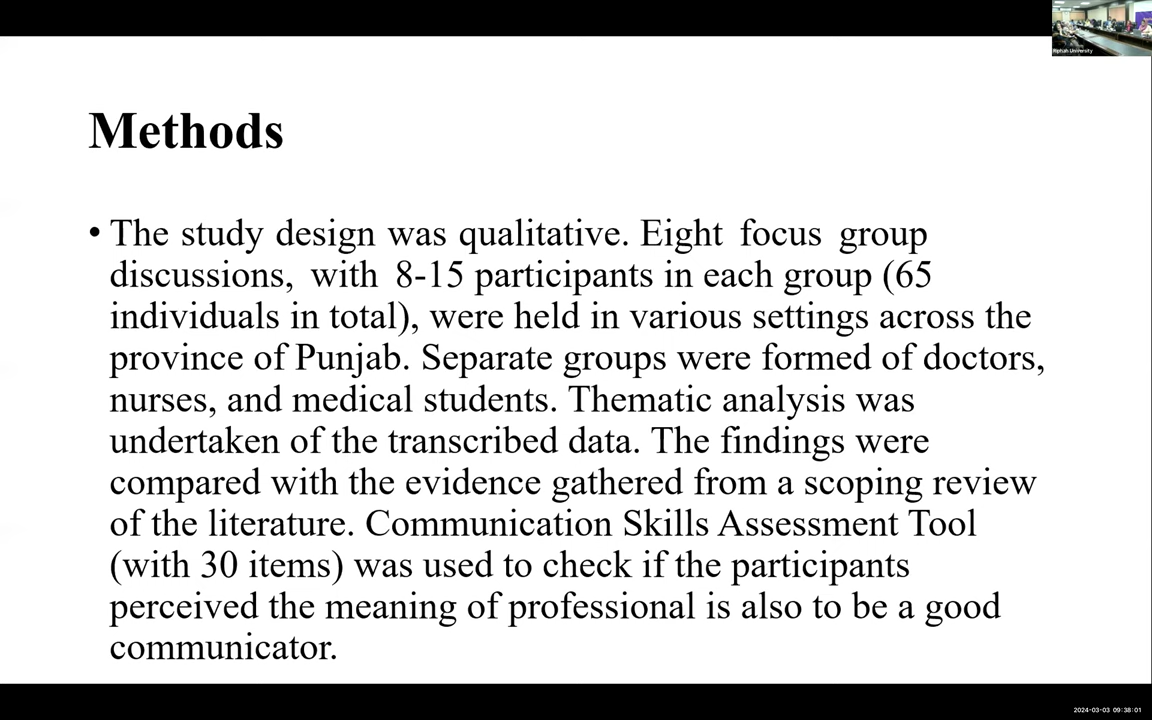 Riphah University
Methods
• The study design was qualitative. Eight focus group
discussions, with 8-15 participants in each group (65
individuals in total), were held in various settings across the
province of Punjab. Separate groups were formed of doctors,
nurses, and medical students. Thematic analysis was
undertaken of the transcribed data. The findings were
compared with the evidence gathered from a scoping review
of the literature. Communication Skills Assessment Tool
(with 30 items) was used to check if the participants
perceived the meaning of professional is also to be a good
communicator.
2024-03-03 09:38:01